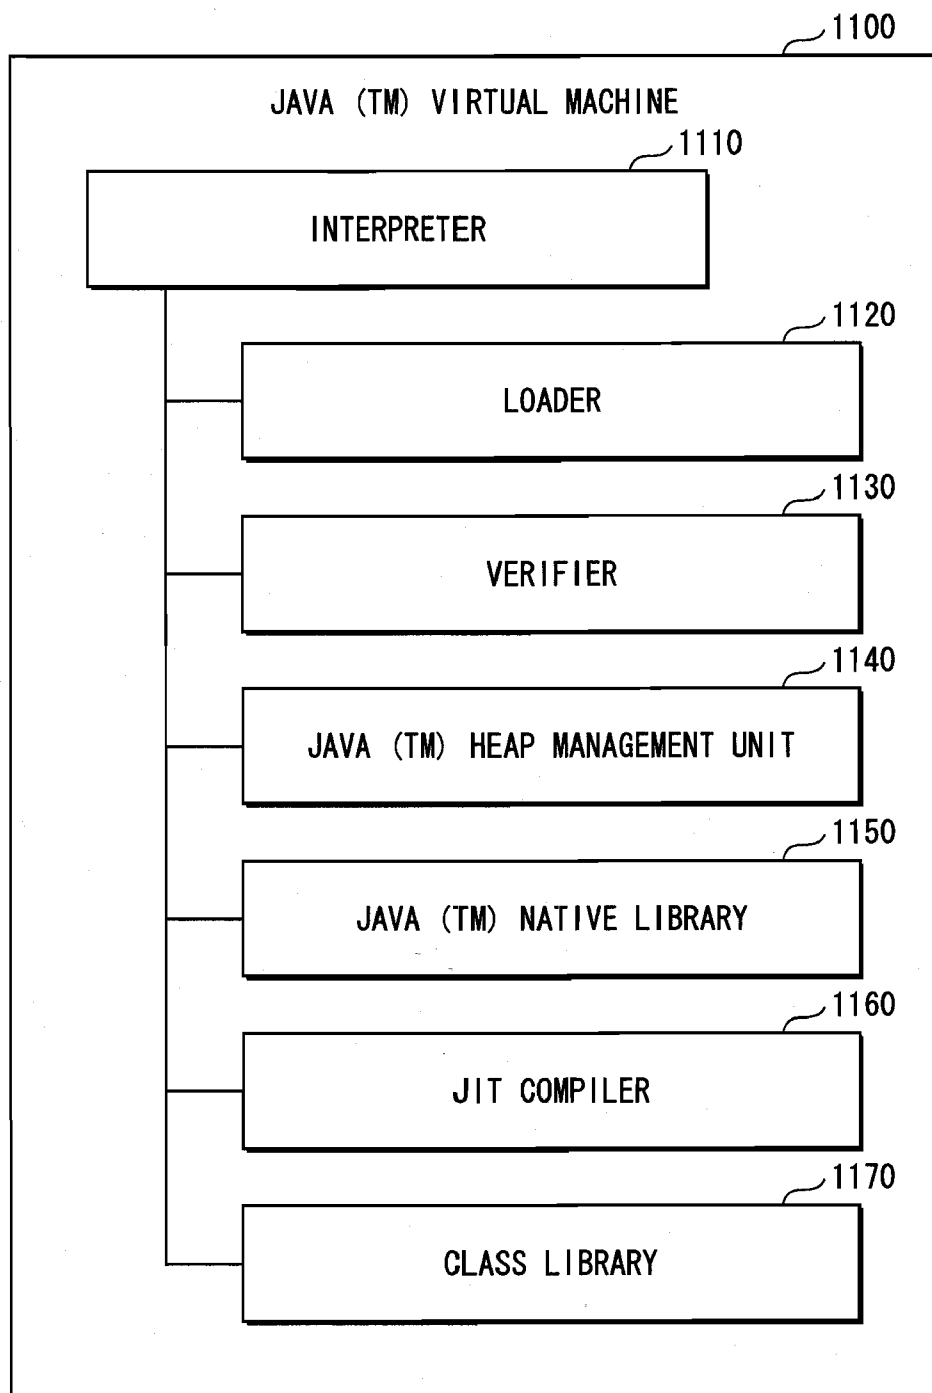 1100
JAVA (TM) VIRTUAL MACHINE
1110
INTERPRETER
1120
LOADER
1130
VERIFIER
1140
JAVA (TM) HEAP MANAGEMENT UNIT
1150
JAVA (TM) NATIVE LIBRARY
1160
JIT COMPILER
1170
CLASS LIBRARY